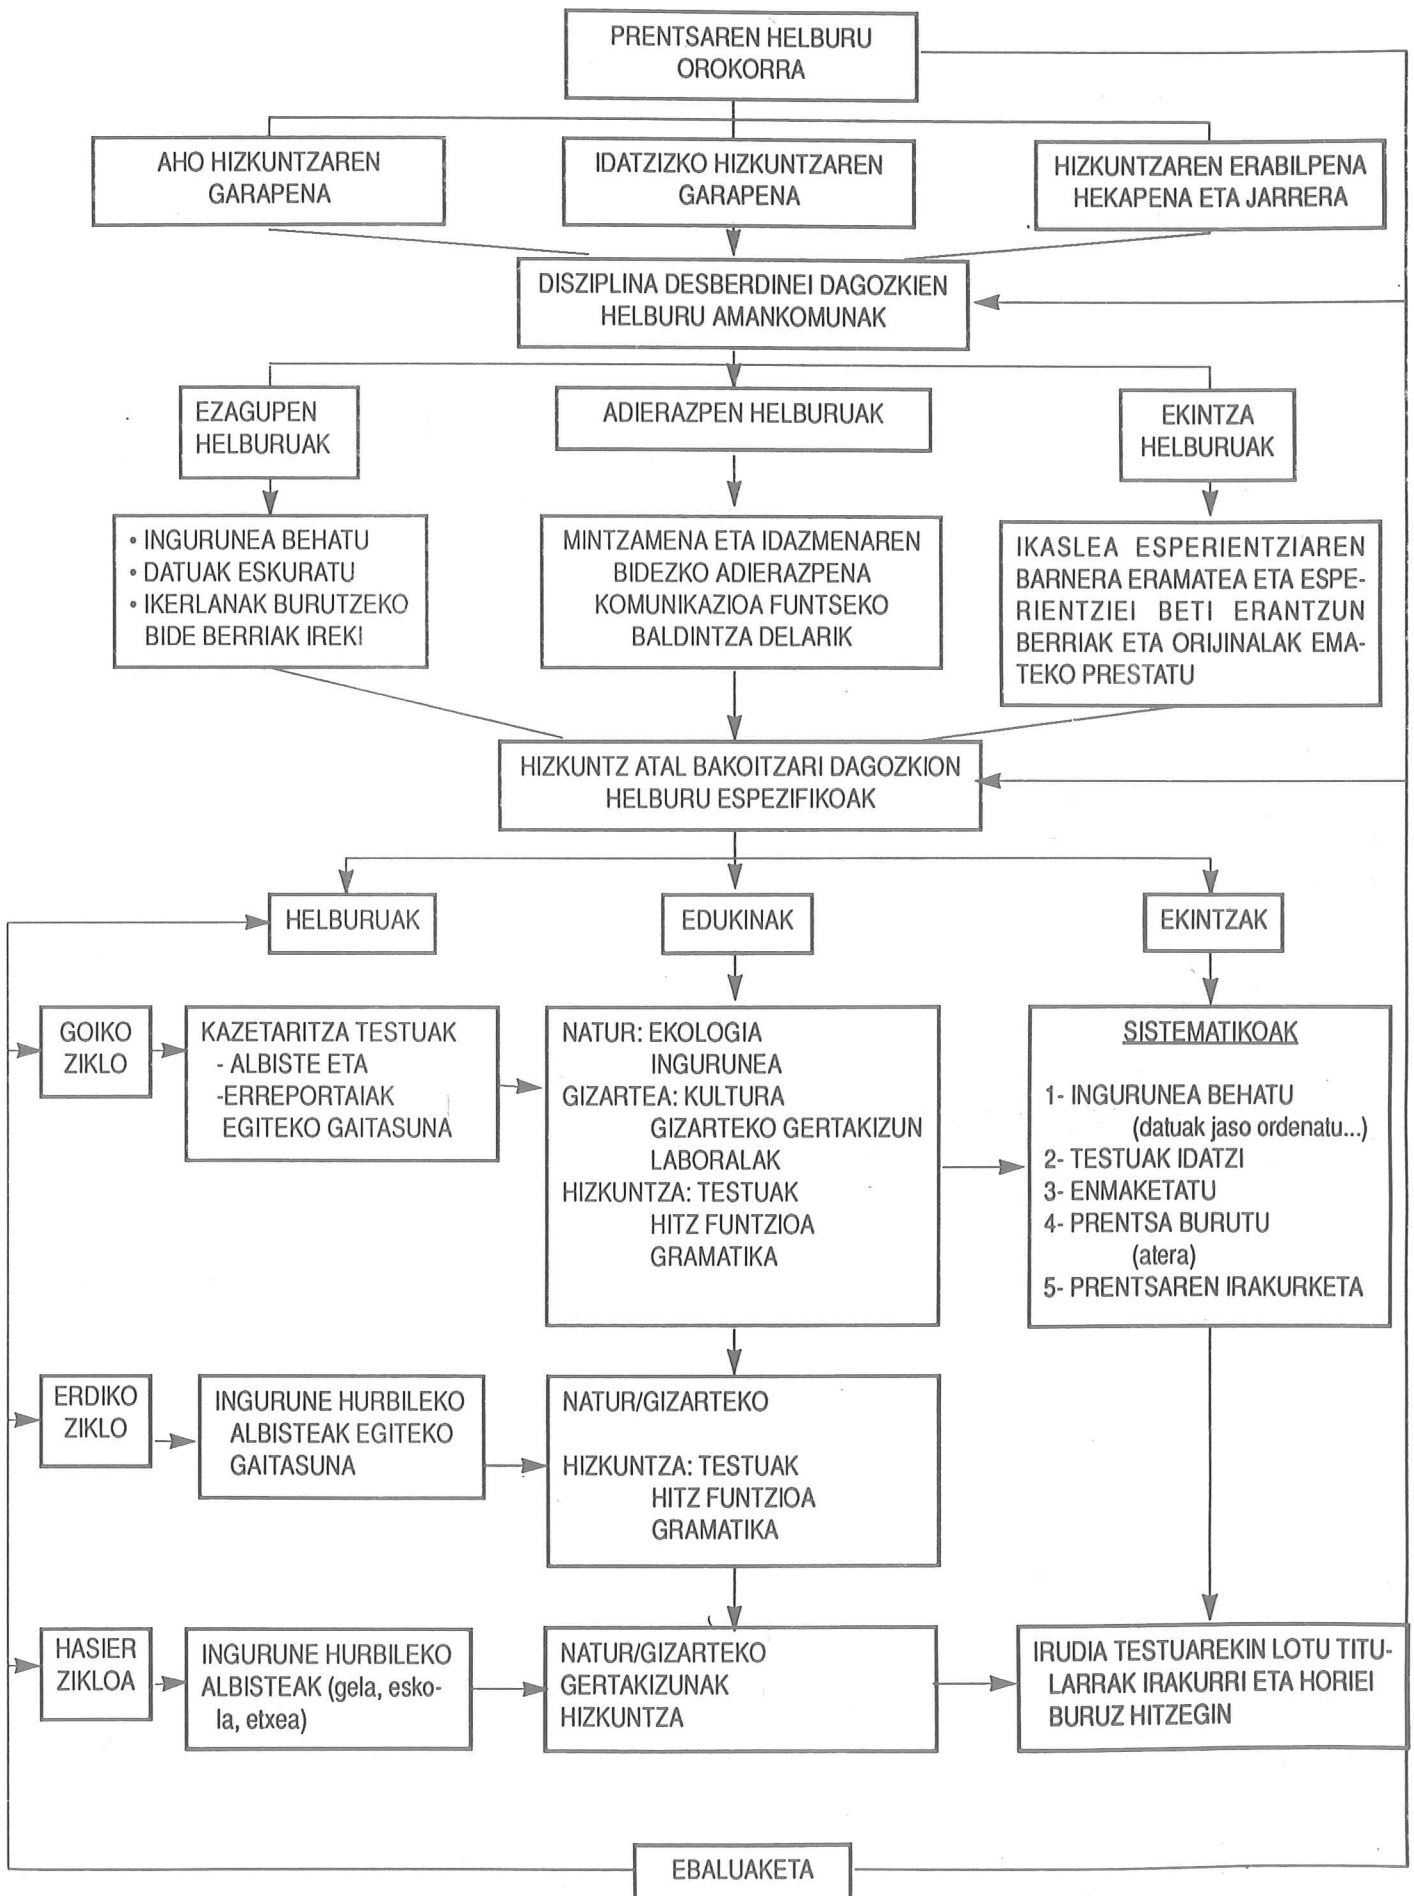 PRENTSAREN HELBURU
OROKORRA
AHO HIZKUNTZAREN
GARAPENA
IDATZIZKO HIZKUNTZAREN
GARAPENA
HIZKUNTZAREN ERABILPENA
HEKAPENA ETA JARRERA
DISZIPLINA DESBERDINEI DAGOZKIEN
HELBURU AMANKOMUNAK
EZAGUPEN
HELBURUAK
ADIERAZPEN HELBURUAK
EKINTZA
HELBURUAK
• INGURUNEA BEHATU
• DATUAK ESKURATU
• IKERLANAK BURUTZEKO
BIDE BERRIAK IREKI
MINTZAMENA ETA IDAZMENAREN
BIDEZKO ADIERAZPENA
KOMUNIKAZIOA FUNTSEKO
BALDINTZA DELARIK
IKASLEA ESPERIENTZIAREN
BARNERA ERAMATEA ETA ESPE-
RIENTZIEI BETI ERANTZUN
BERRIAK ETA ORIJINALAK EMA-
TEKO PRESTATU
HIZKUNTZ ATAL BAKOITZARI DAGOZKION
HELBURU ESPEZIFIKOAK
HELBURUAK
EDUKINAK
EKINTZAK
GOIKO
ZIKLO
KAZETARITZA TESTUAK
- ALBISTE ETA
-ERREPORTAIAK
EGITEKO GAITASUNA
NATUR: EKOLOGIA
INGURUNEA
GIZARTEA: KULTURA
GIZARTEKO GERTAKIZUN
LABORALAK
HIZKUNTZA: TESTUAK
HITZ FUNTZIOA
GRAMATIKA
SISTEMATIKOAK
1- INGURUNEA BEHATU
(datuak jaso ordenatu...)
2- TESTUAK IDATZI
3- ENMAKETATU
4- PRENTSA BURUTU
(atera)
5- PRENTSAREN IRAKURKETA
ERDIKO
ZIKLO
INGURUNE HURBILEKO
ALBISTEAK EGITEKO
GAITASUNA
NATUR/GIZARTEKO
HIZKUNTZA: TESTUAK
HITZ FUNTZIOA
GRAMATIKA
HASIER
ZIKLOA
INGURUNE HURBILEKO
ALBISTEAK (gela, esko-
la, etxea)
NATUR/GIZARTEKO
GERTAKIZUNAK
HIZKUNTZA
IRUDIA TESTUAREKIN LOTU TITU-
LARRAK IRAKURRI ETA HORIEI
BURUZ HITZEGIN
EBALUAKETA